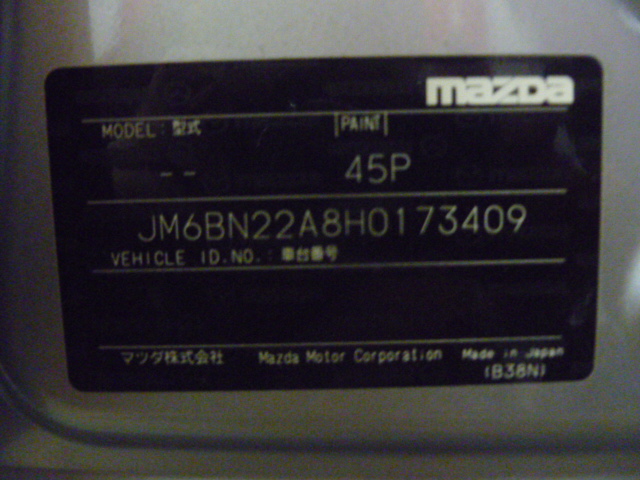 mazda
MODEL : 型式 PAINT
-- 45P
JM6BN22A8H0173409
VEHICLE ID.NO. : 車台番号
マツダ株式会社 Mazda Motor Corporation Made in Japan
(B38N)